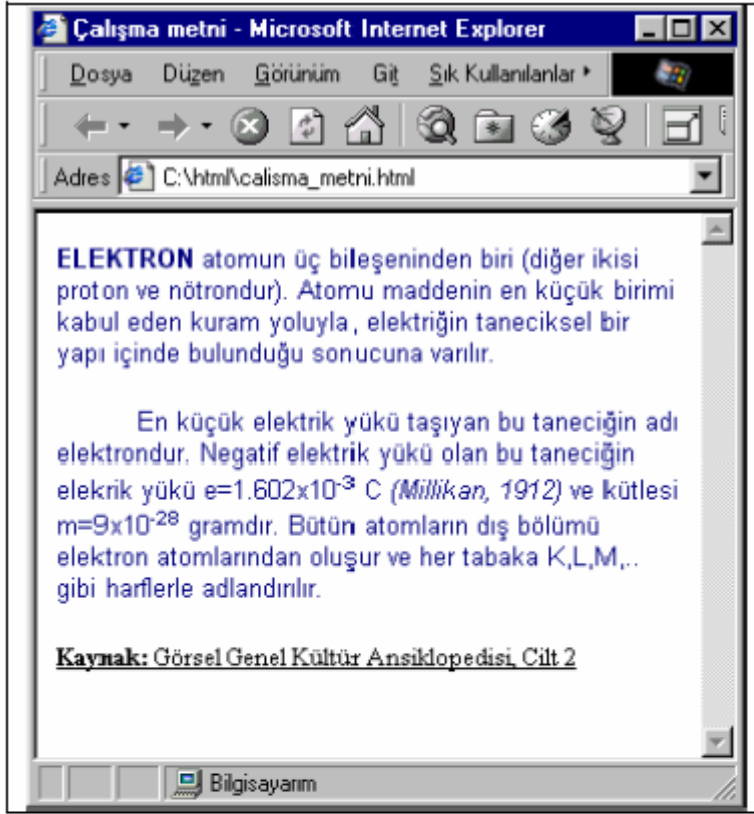 Çalışma metni - Microsoft Internet Explorer
Dosya Düzen Görünüm Git Sık Kullanılanlar
Adres C:\html\calisma_metni.html
ELEKTRON atomun üç bileşeninden biri (diğer ikisi
proton ve nötrondur). Atomu maddenin en küçük birimi
kabul eden kuram yoluyla, elektriğin taneciksel bir
yapı içinde bulunduğu sonucuna varılır.
En küçük elektrik yükü taşıyan bu taneciğin adı
elektrondur. Negatif elektrik yükü olan bu taneciğin
elekrik yükü e=1.602x10⁻³ C (Millikan, 1912) ve kütlesi
m=9x10⁻²⁸ gramdır. Bütün atomların dış bölümü
elektron atomlarından oluşur ve her tabaka K,L,M,..
gibi harflerle adlandırılır.
Kaynak: Görsel Genel Kültür Ansiklopedisi, Cilt 2
Bilgisayarım